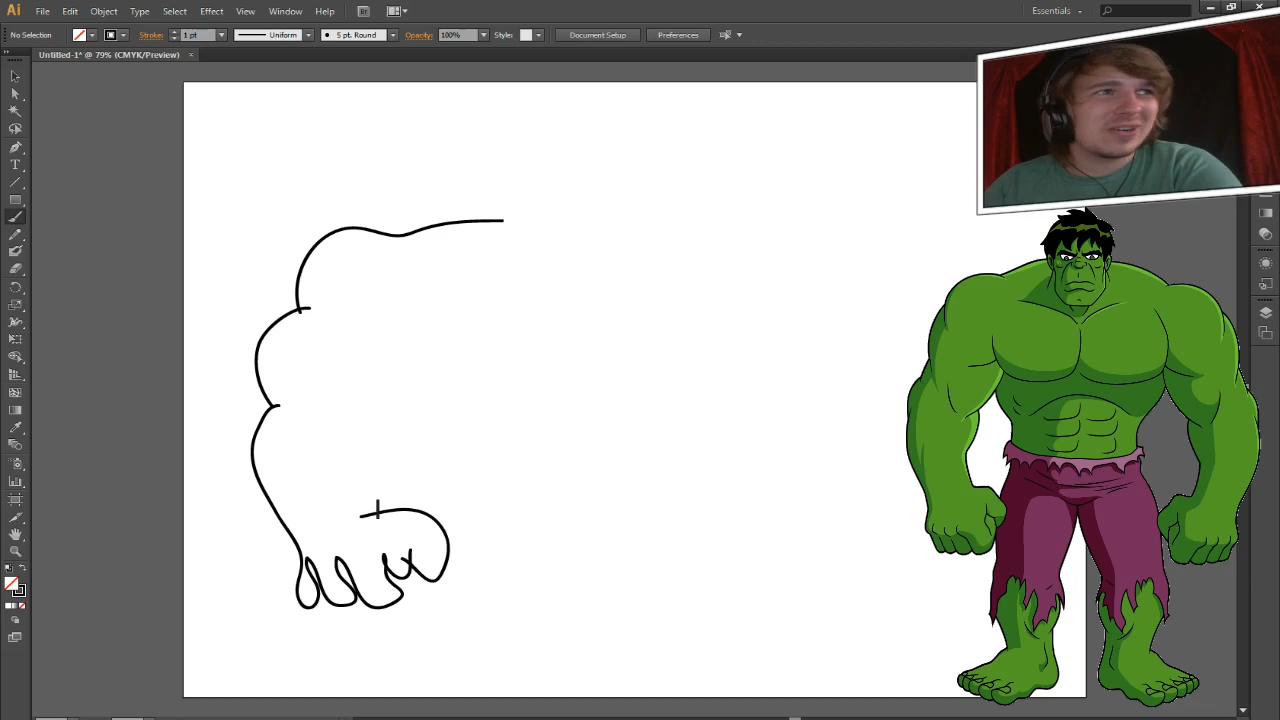 Ai File Edit Object Type Select Effect View Window Help Br Essentials
No Selection Stroke: 1 pt Uniform 5 pt. Round Opacity: 100% Style: Document Setup Preferences
Untitled-1* @ 79% (CMYK/Preview) ×
T